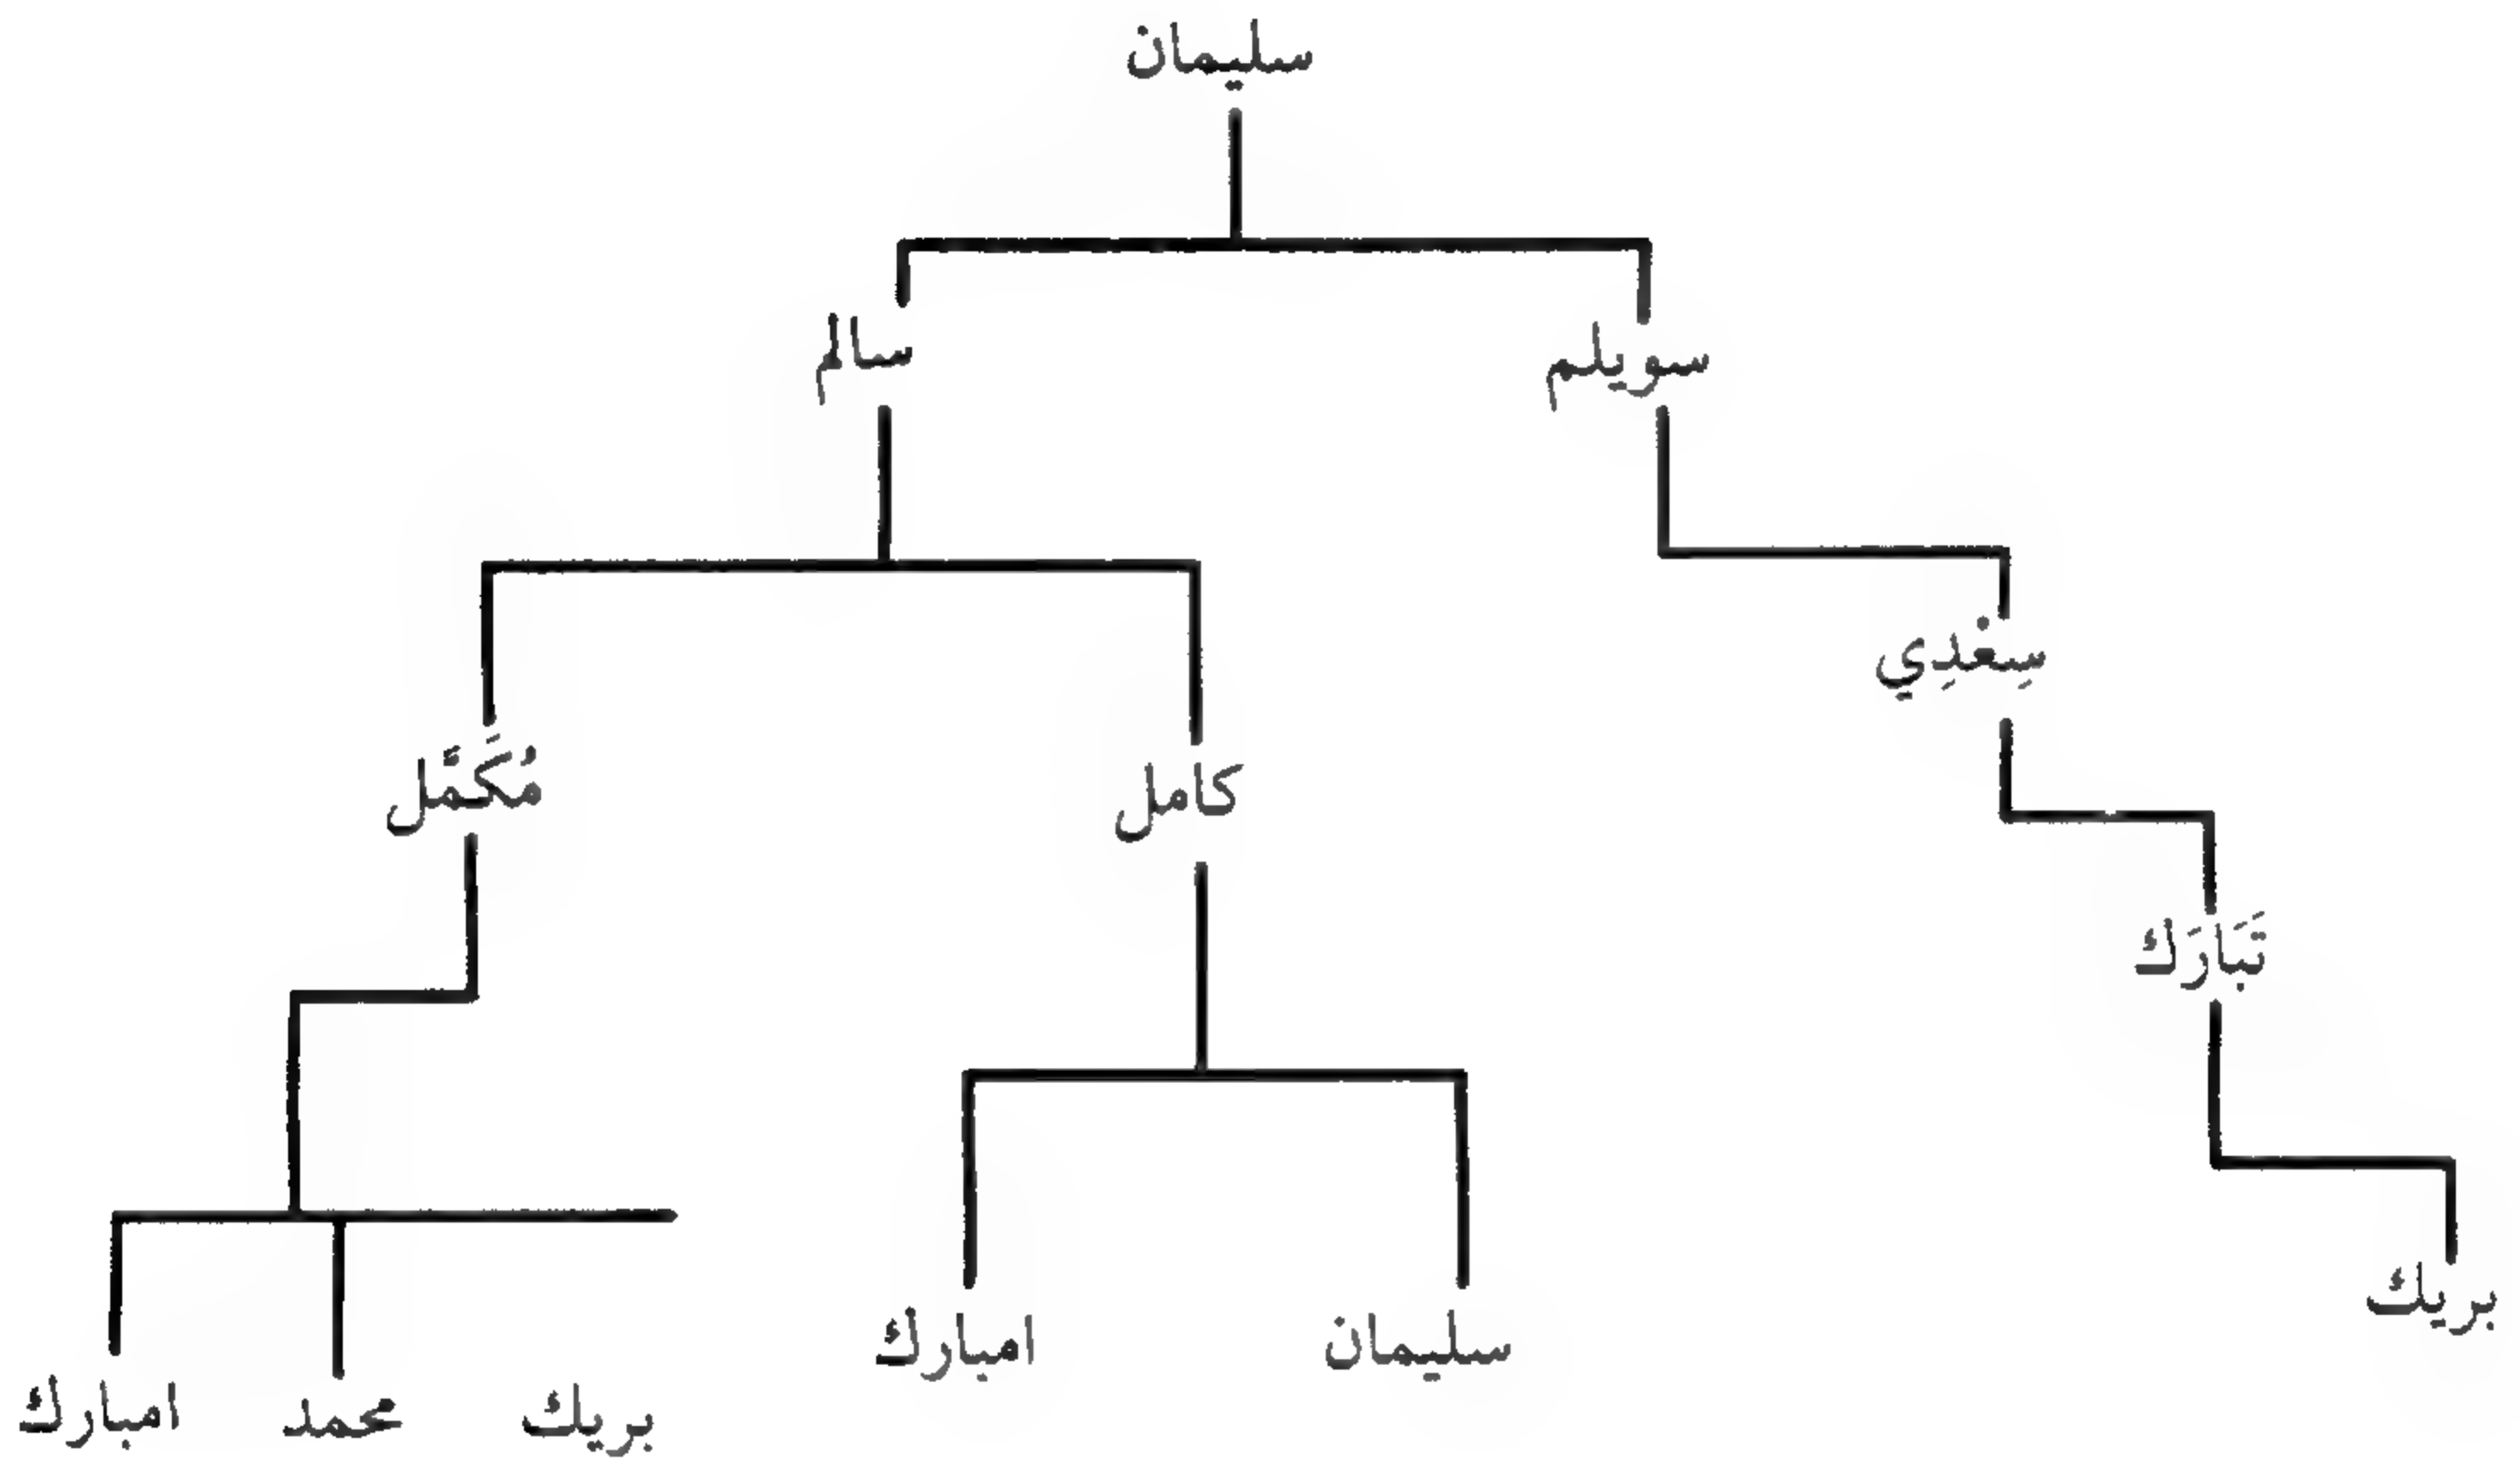 سليمان
سويلم
سالم
سِغْدِي
كامل
مُكَمَّل
تَبَارَك
بريك
سليمان
امبارك
بريك
محمد
امبارك